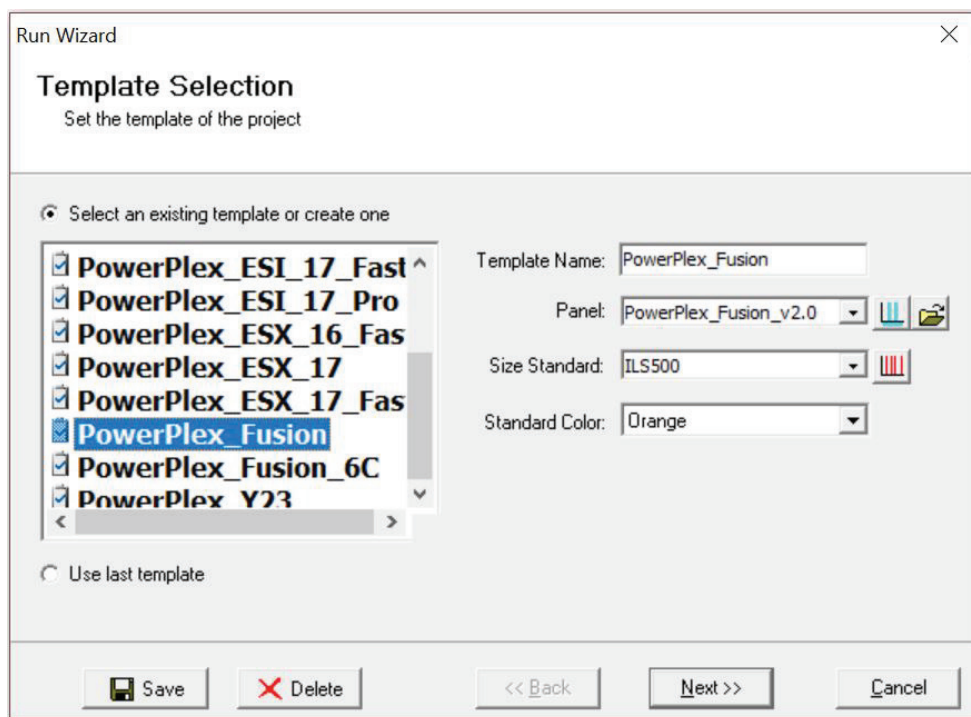 Run Wizard
Template Selection
Set the template of the project
Select an existing template or create one
PowerPlex_ESI_17_Fast
PowerPlex_ESI_17_Pro
PowerPlex_ESX_16_Fas
PowerPlex_ESX_17
PowerPlex_ESX_17_Fas
PowerPlex_Fusion
PowerPlex_Fusion_6C
PowerPlex_Y23
Template Name: PowerPlex_Fusion
Panel: PowerPlex_Fusion_v2.0
Size Standard: ILS500
Standard Color: Orange
Use last template
Save Delete << Back Next >> Cancel